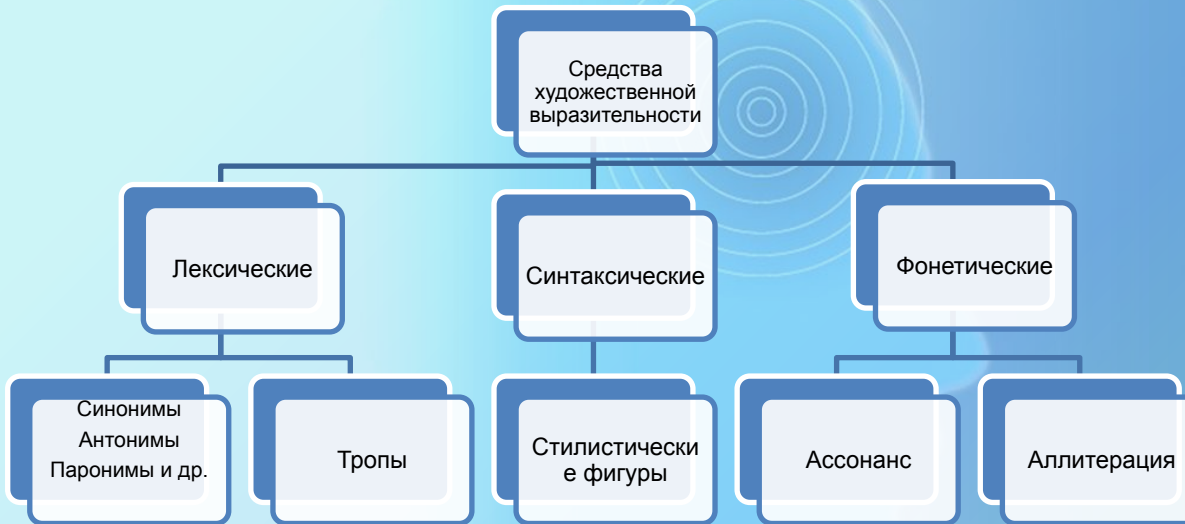 Средства
художественной
выразительности
Лексические
Синтаксические
Фонетические
Синонимы
Антонимы
Паронимы и др.
Тропы
Стилистически
е фигуры
Ассонанс
Аллитерация